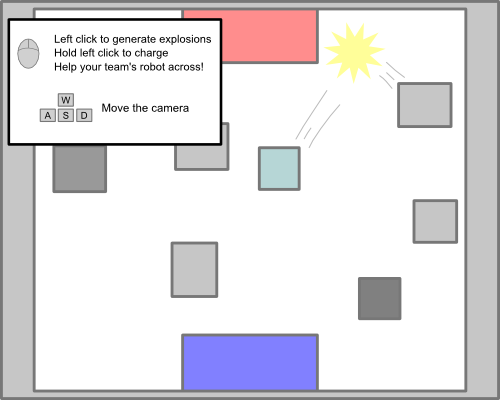 Left click to generate explosions
Hold left click to charge
Help your team's robot across!
W
A S D
Move the camera